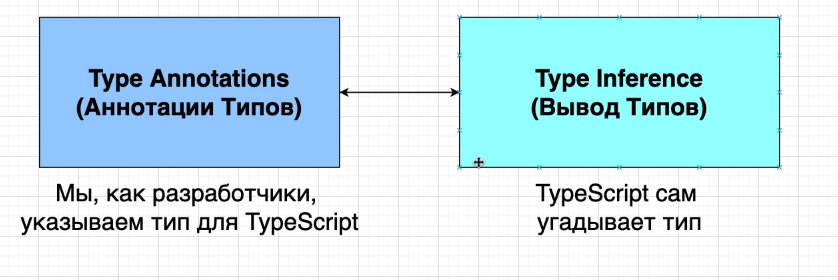 Type Annotations
(Аннотации Типов)
Type Inference
(Вывод Типов)
Мы, как разработчики,
указываем тип для TypeScript
TypeScript сам
угадывает тип